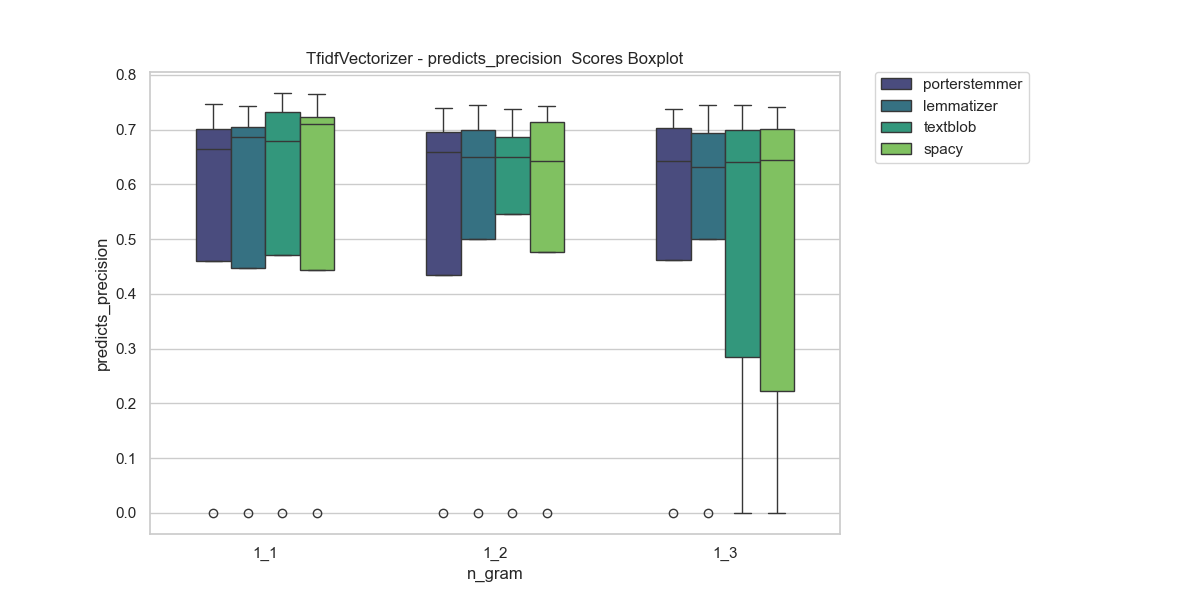 TfidfVectorizer - predicts_precision  Scores Boxplot
porterstemmer
lemmatizer
textblob
spacy
predicts_precision
0.8
0.7
0.6
0.5
0.4
0.3
0.2
0.1
0.0
1_1
1_2
1_3
n_gram